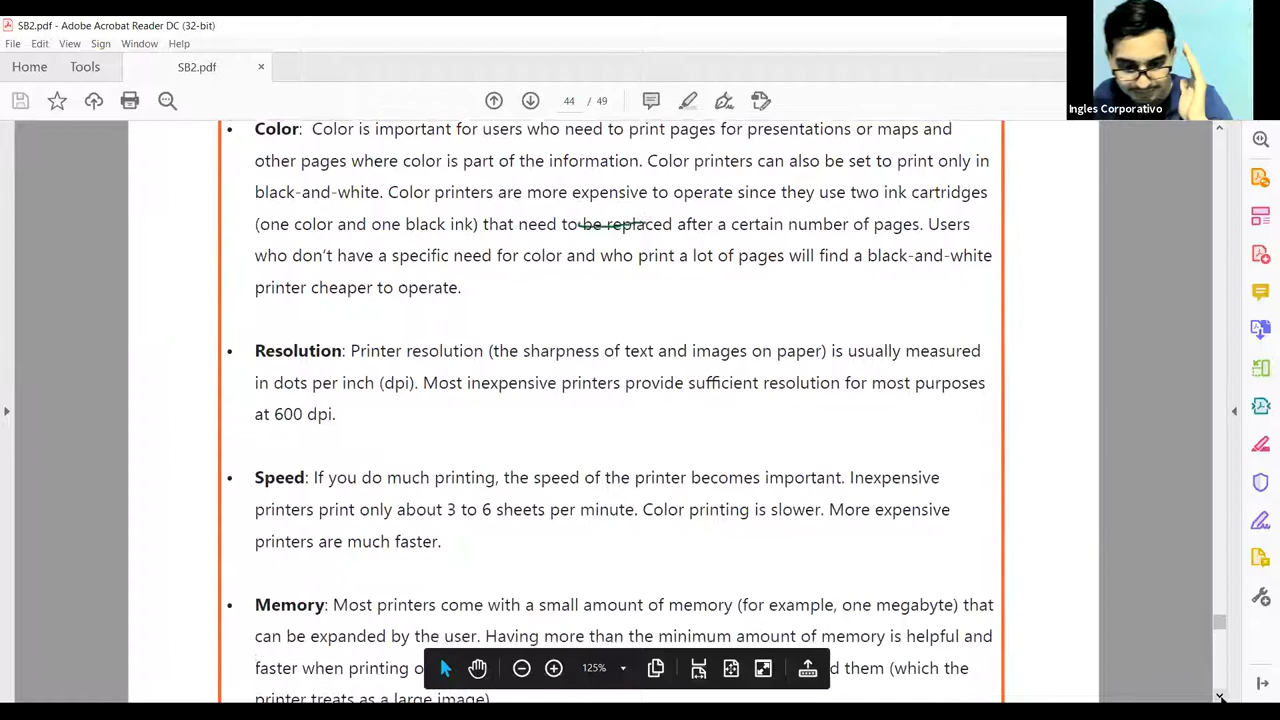 SB2.pdf - Adobe Acrobat Reader DC (32-bit)
File Edit View Sign Window Help
Home Tools SB2.pdf ×
44 / 49
Ingles Corporativo
• Color: Color is important for users who need to print pages for presentations or maps and
other pages where color is part of the information. Color printers can also be set to print only in
black-and-white. Color printers are more expensive to operate since they use two ink cartridges
(one color and one black ink) that need to be replaced after a certain number of pages. Users
who don't have a specific need for color and who print a lot of pages will find a black-and-white
printer cheaper to operate.
• Resolution: Printer resolution (the sharpness of text and images on paper) is usually measured
in dots per inch (dpi). Most inexpensive printers provide sufficient resolution for most purposes
at 600 dpi.
• Speed: If you do much printing, the speed of the printer becomes important. Inexpensive
printers print only about 3 to 6 sheets per minute. Color printing is slower. More expensive
printers are much faster.
• Memory: Most printers come with a small amount of memory (for example, one megabyte) that
can be expanded by the user. Having more than the minimum amount of memory is helpful and
faster when printing o d them (which the
printer treats as a large image).
125%